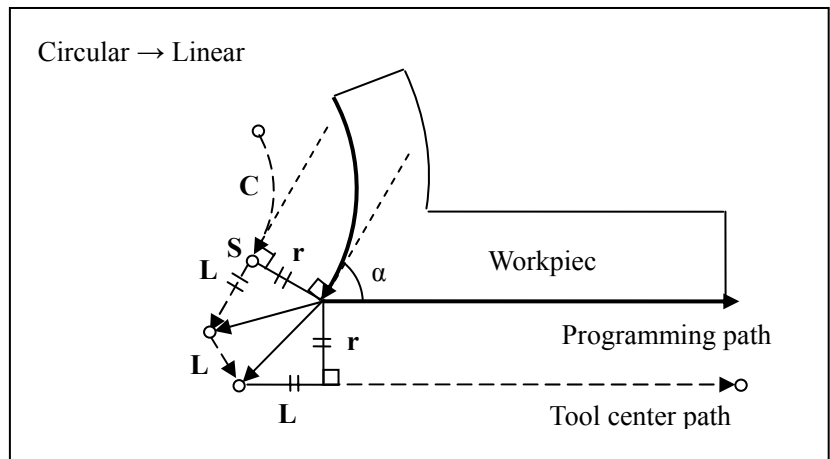 Circular → Linear
C
S
r
L
α
Workpiec
Programming path
r
L
L
Tool center path